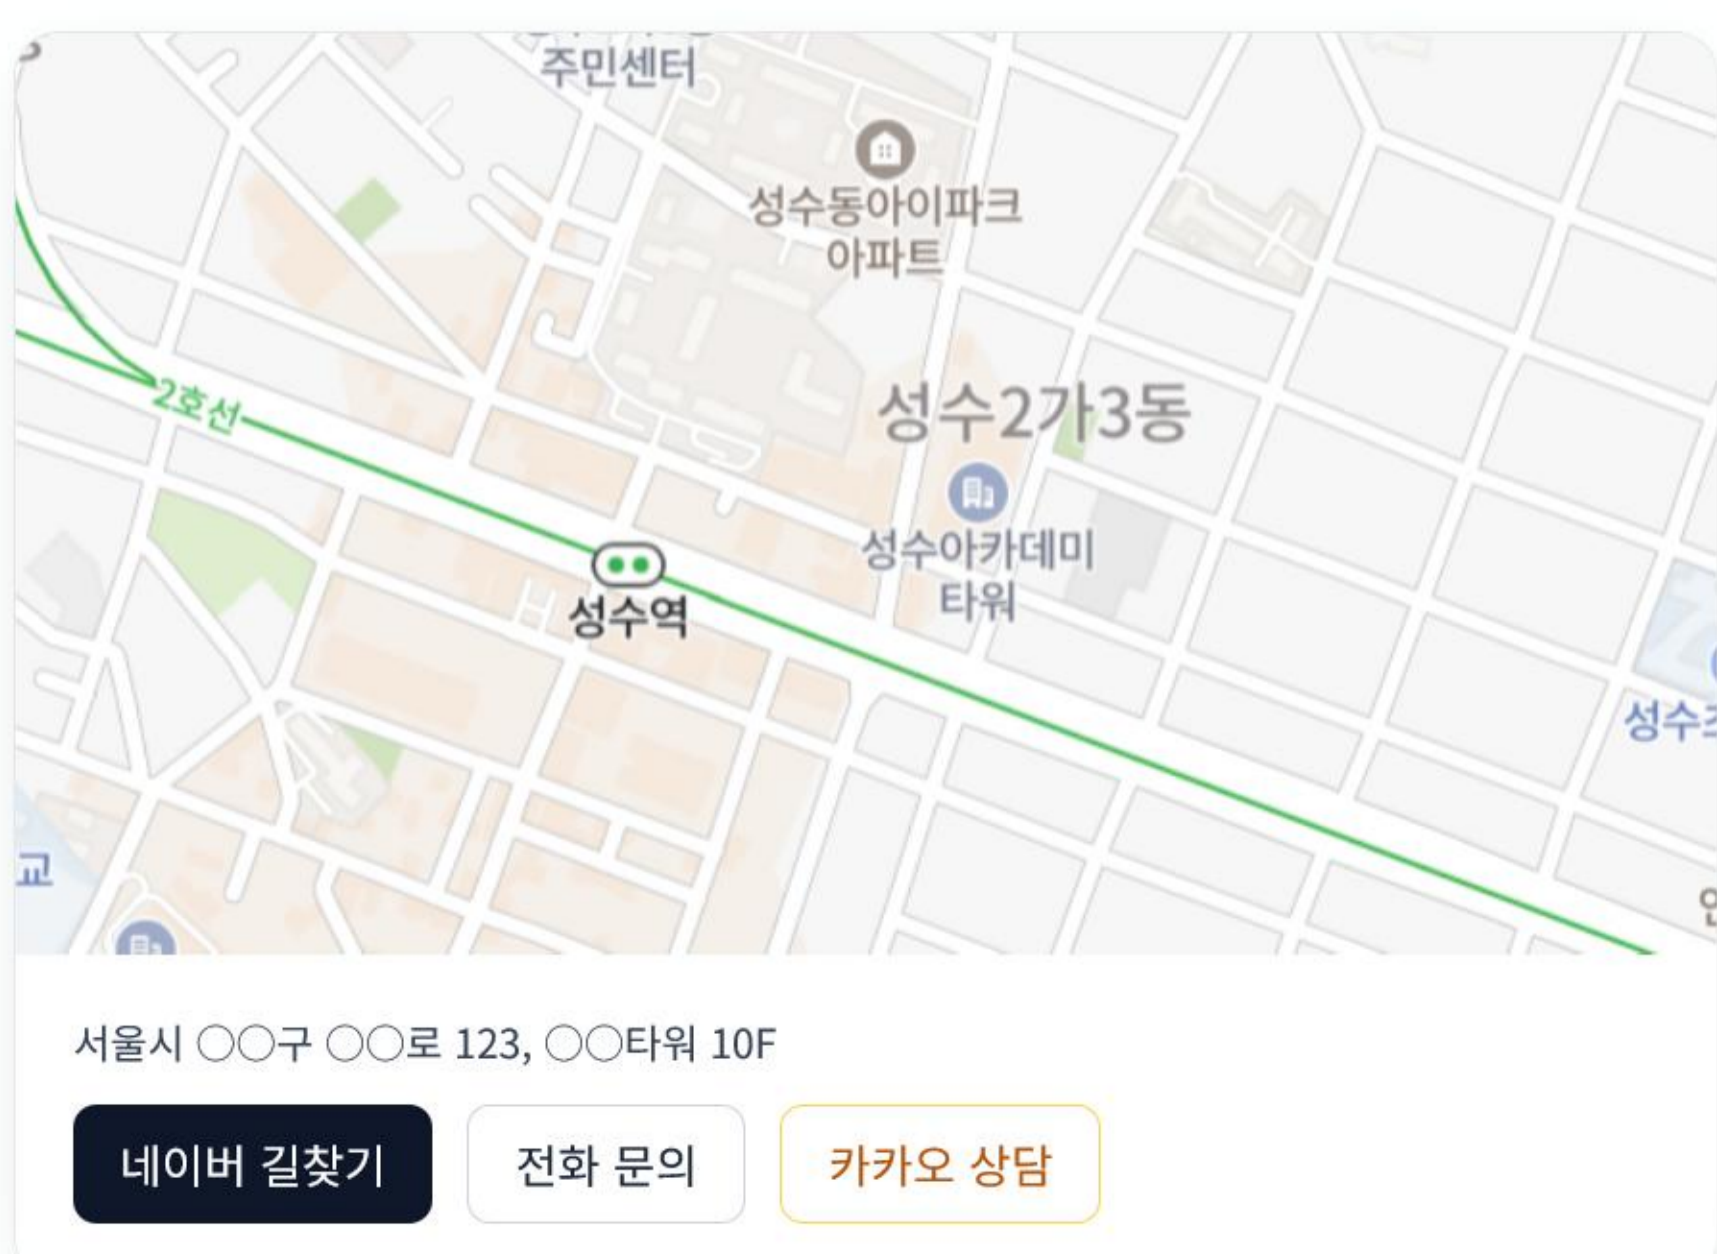 주민센터
성수동아이파크
아파트
2호선
성수2가3동
성수아카데미
타워
성수역
교
서울시 ○○구 ○○로 123, ○○타워 10F
네이버 길찾기
전화 문의
카카오 상담